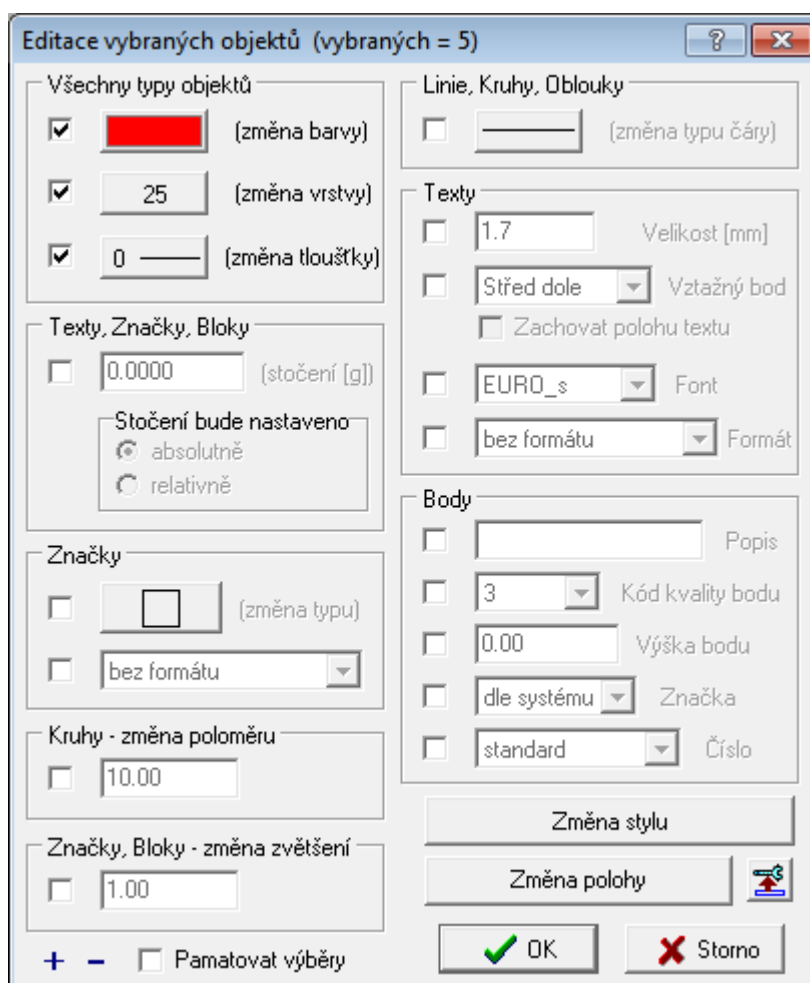 Editace vybraných objektů (vybraných = 5)
Všechny typy objektů
(změna barvy)
25 (změna vrstvy)
0 (změna tloušťky)
Texty, Značky, Bloky
0.0000 (stočení [g])
Stočení bude nastaveno
absolutně
relativně
Značky
(změna typu)
bez formátu
Kruhy - změna poloměru
10.00
Značky, Bloky - změna zvětšení
1.00
+ - Pamatovat výběry
Linie, Kruhy, Oblouky
(změna typu čáry)
Texty
1.7 Velikost [mm]
Střed dole Vztažný bod
Zachovat polohu textu
EURO_s Font
bez formátu Formát
Body
Popis
3 Kód kvality bodu
0.00 Výška bodu
dle systému Značka
standard Číslo
Změna stylu
Změna polohy
OK Storno